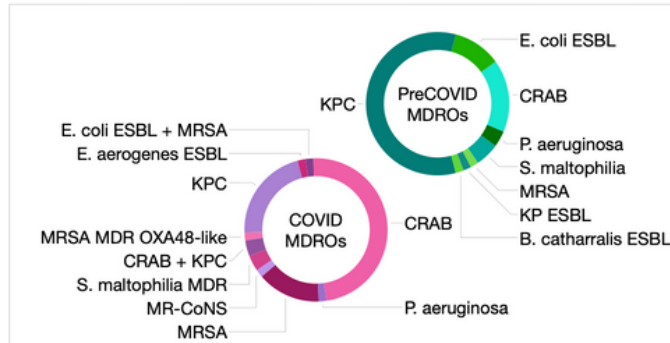 E. coli ESBL
KPC
PreCOVID
MDROs
CRAB
P. aeruginosa
S. maltophilia
MRSA
KP ESBL
B. catharralis ESBL
E. coli ESBL + MRSA
E. aerogenes ESBL
KPC
COVID
MDROs
CRAB
MRSA MDR OXA48-like
CRAB + KPC
S. maltophilia MDR
MR-CoNS
MRSA
P. aeruginosa